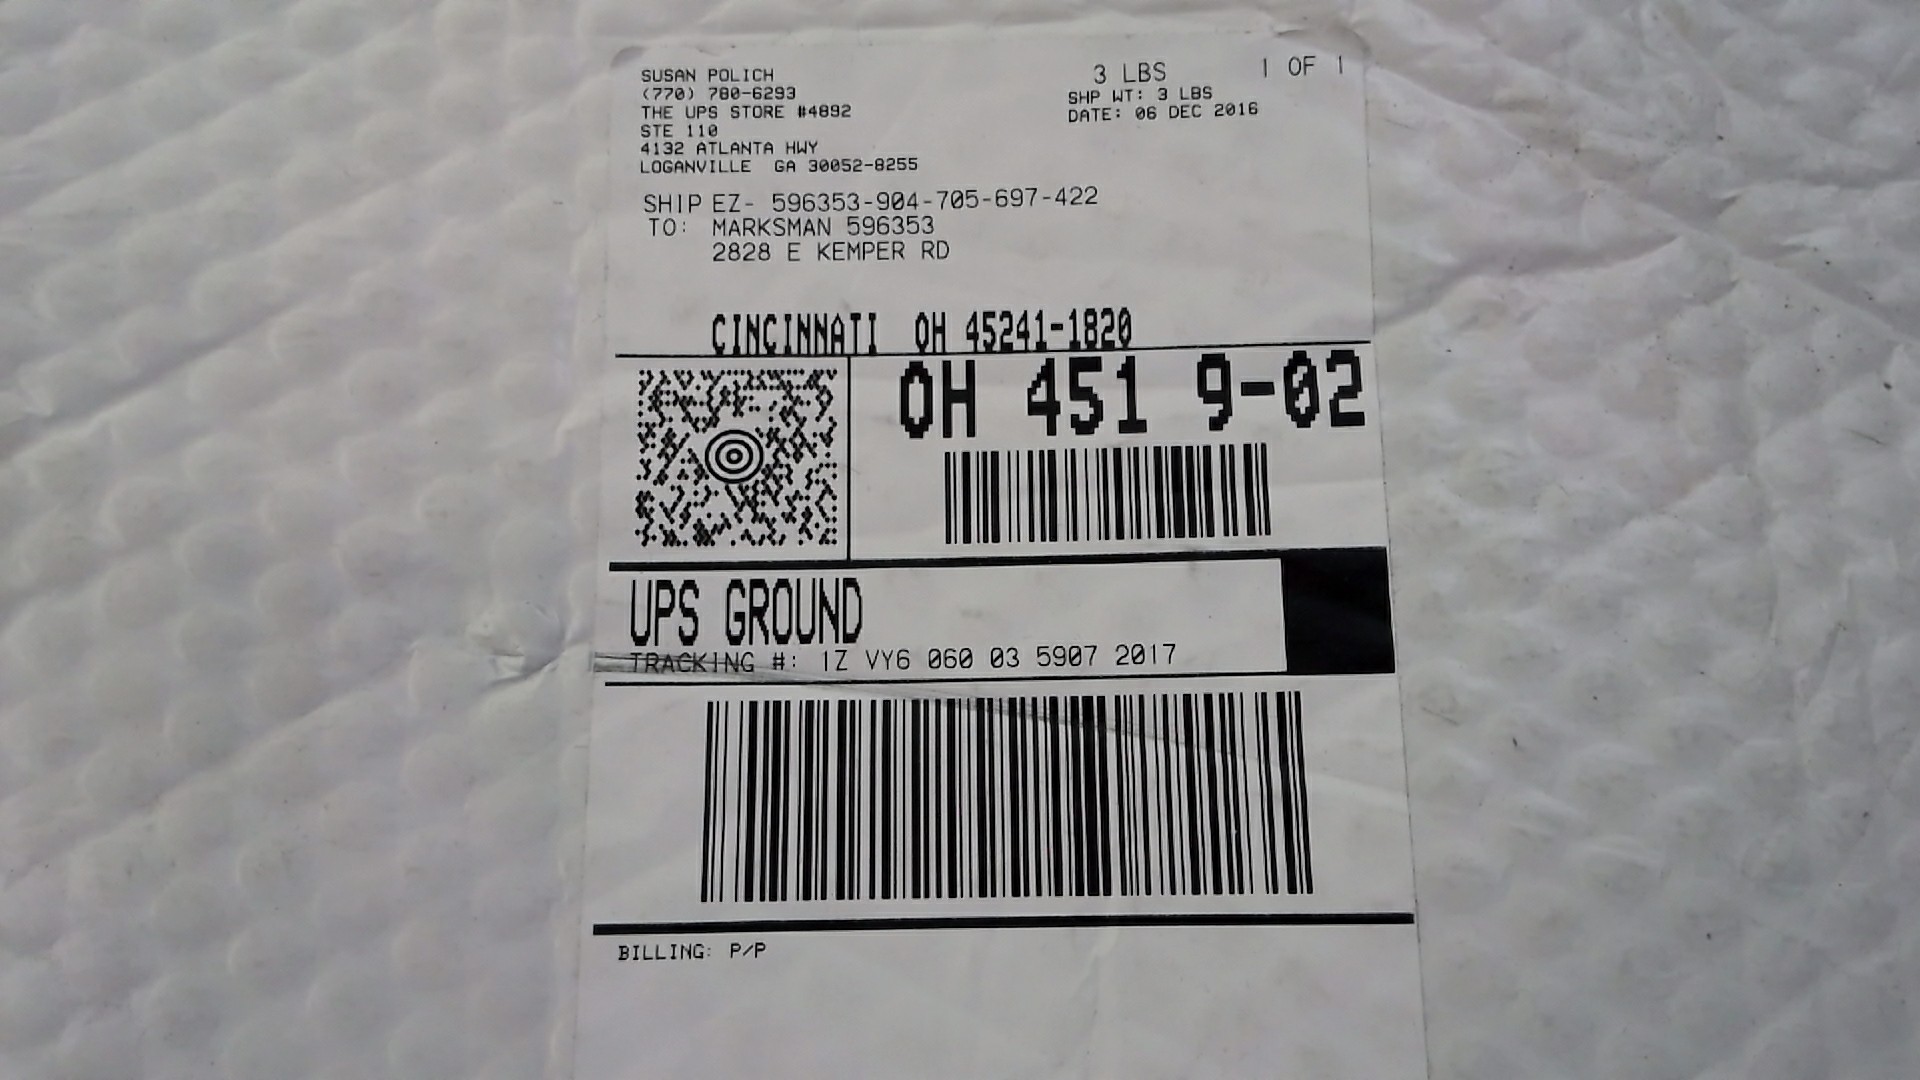 SUSAN POLICH
(770) 780-6293
THE UPS STORE #4892
STE 110
4132 ATLANTA HWY
LOGANVILLE GA 30052-8255
3 LBS 1 OF 1
SHP WT: 3 LBS
DATE: 06 DEC 2016
SHIP EZ- 596353-904-705-697-422
TO: MARKSMAN 596353
2828 E KEMPER RD
CINCINNATI OH 45241-1820
OH 451 9-02
UPS GROUND
TRACKING #: 1Z VY6 060 03 5907 2017
BILLING: P/P